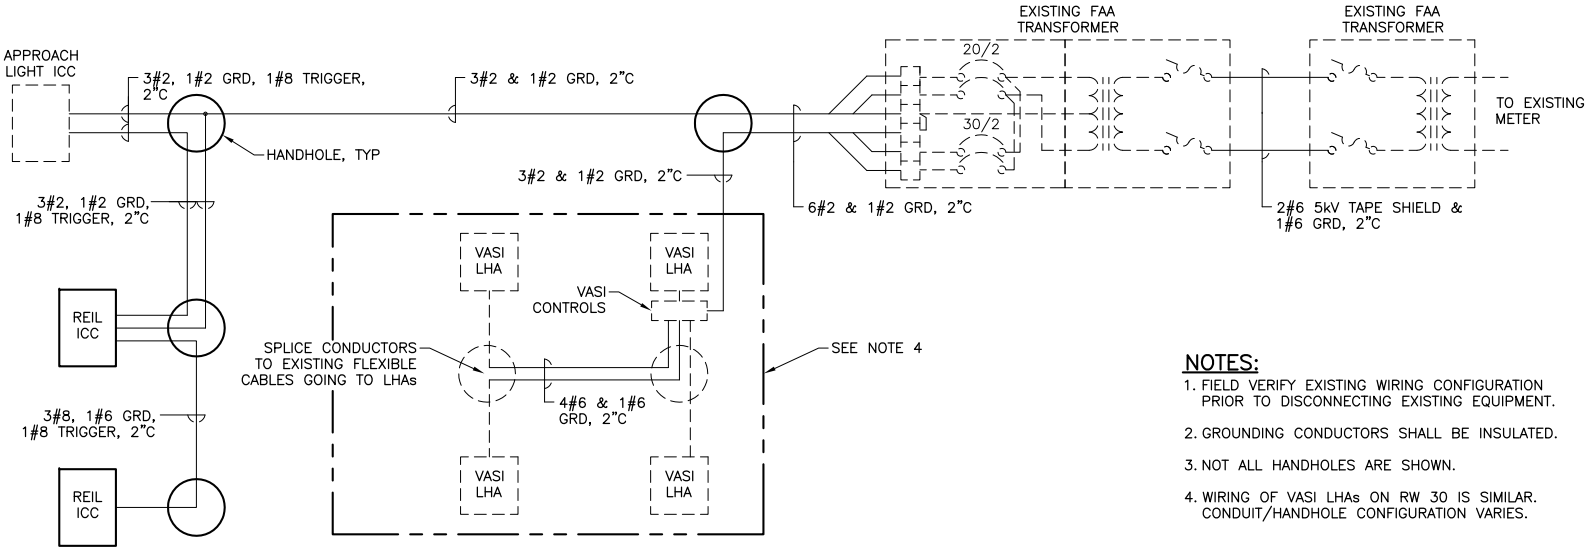 EXISTING FAA
TRANSFORMER
EXISTING FAA
TRANSFORMER
APPROACH
LIGHT ICC
3#2, 1#2 GRD, 1#8 TRIGGER,
2"C
3#2 & 1#2 GRD, 2"C
20/2
30/2
TO EXISTING
METER
HANDHOLE, TYP
3#2 & 1#2 GRD, 2"C
3#2, 1#2 GRD,
1#8 TRIGGER, 2"C
6#2 & 1#2 GRD, 2"C
2#6 5kV TAPE SHIELD &
1#6 GRD, 2"C
VASI
LHA
VASI
LHA
VASI
CONTROLS
REIL
ICC
SPLICE CONDUCTORS
TO EXISTING FLEXIBLE
CABLES GOING TO LHAs
SEE NOTE 4
4#6 & 1#6
GRD, 2"C
3#8, 1#6 GRD,
1#8 TRIGGER, 2"C
REIL
ICC
VASI
LHA
VASI
LHA
NOTES:
1. FIELD VERIFY EXISTING WIRING CONFIGURATION
PRIOR TO DISCONNECTING EXISTING EQUIPMENT.
2. GROUNDING CONDUCTORS SHALL BE INSULATED.
3. NOT ALL HANDHOLES ARE SHOWN.
4. WIRING OF VASI LHAs ON RW 30 IS SIMILAR.
CONDUIT/HANDHOLE CONFIGURATION VARIES.